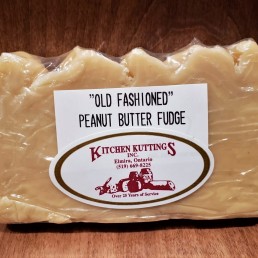 "OLD FASHIONED"
PEANUT BUTTER FUDGE
KITCHEN KUTTINGS
INC.
Elmira, Ontario
(519) 669-8225
Over 25 Years of Service